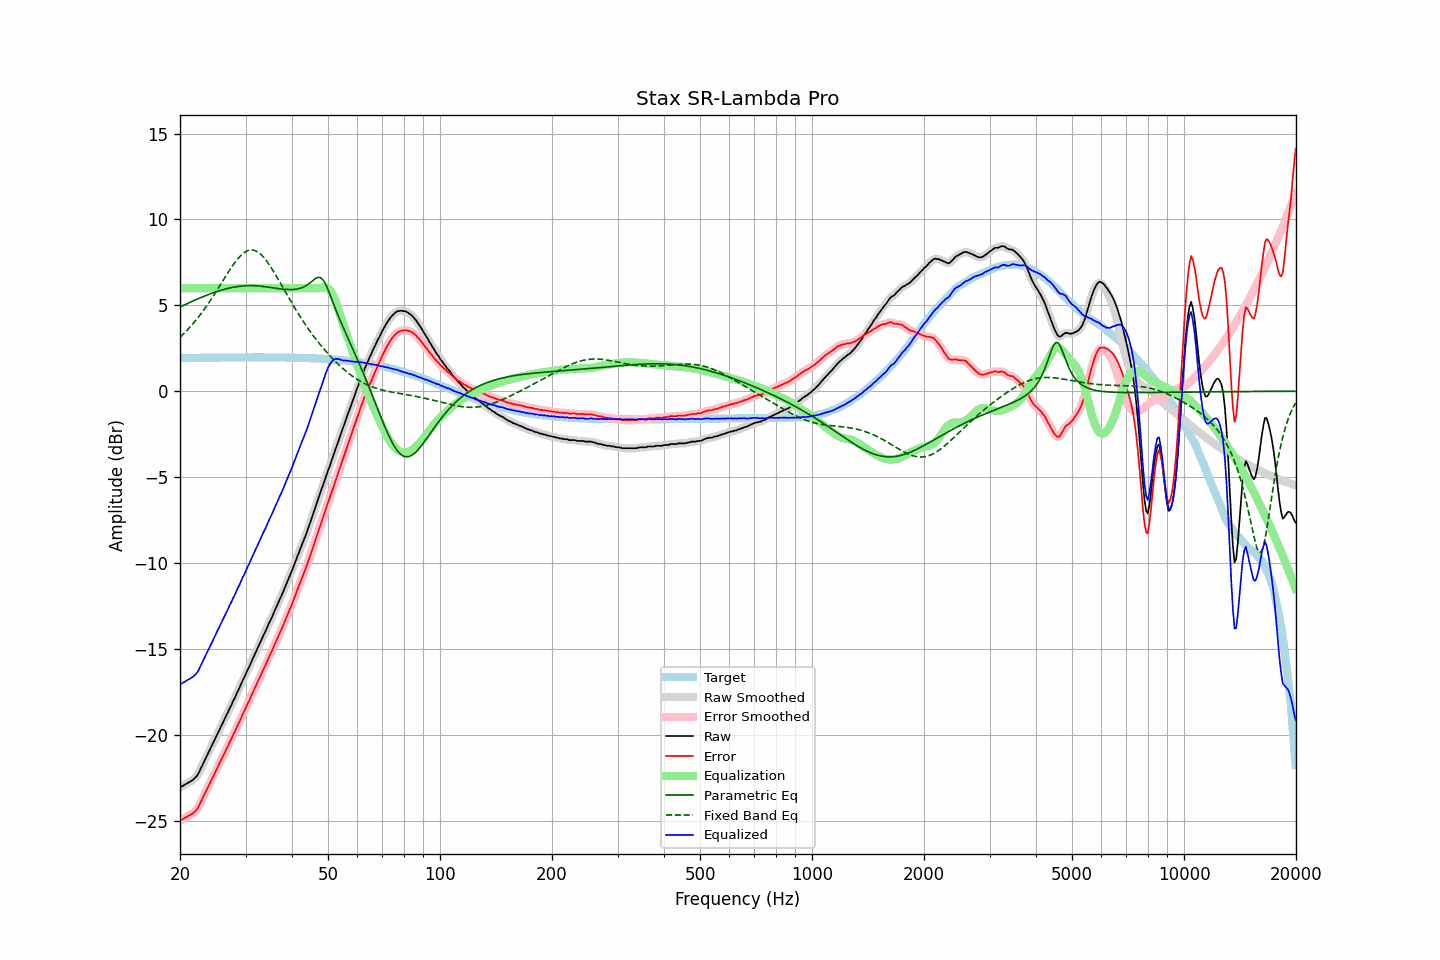 Stax SR-Lambda Pro
15
10
5
0
−5
−10
−15
−20
−25
Amplitude (dBr)
Target
Raw Smoothed
Error Smoothed
Raw
Error
Equalization
Parametric Eq
Fixed Band Eq
Equalized
20 50 100 200 500 1000 2000 5000 10000 20000
Frequency (Hz)